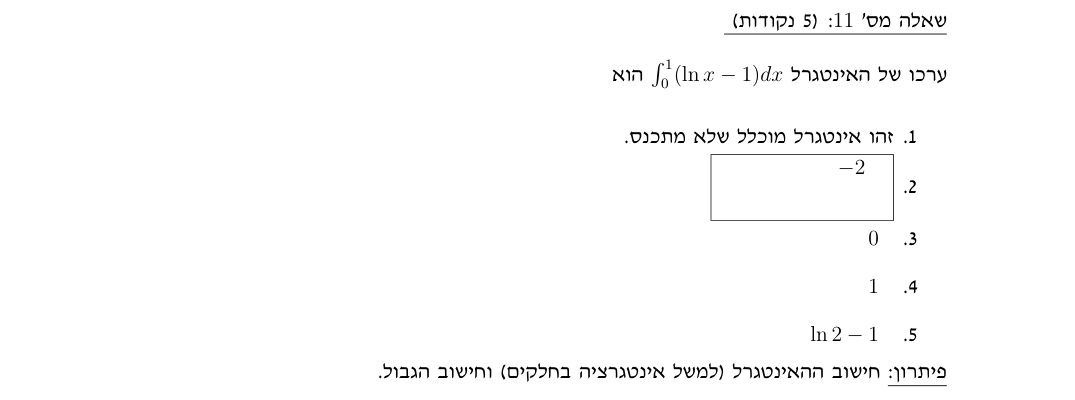 שאלה מס' 11: (5 נקודות)
ערכו של האינטגרל $\int_0^1 (\ln x - 1)dx$ הוא
1. זהו אינטגרל מוכלל שלא מתכנס.
2. −2
3. 0
4. 1
5. ln 2 − 1
פיתרון: חישוב ההאינטגרל (למשל אינטגרציה בחלקים) וחישוב הגבול.